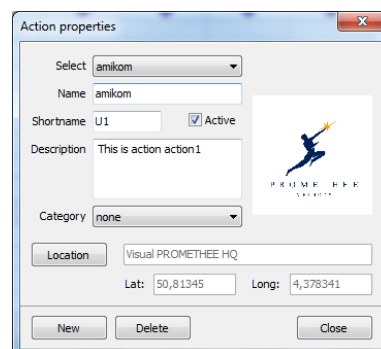 Action properties
Select amikom
Name amikom
Shortname U1 Active
Description This is action action1
PROMETHEE
Category none
Location Visual PROMETHEE HQ
Lat: 50,81345 Long: 4,378341
New Delete Close